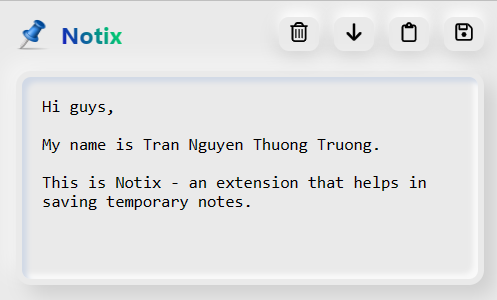 Notix
Hi guys,
My name is Tran Nguyen Thuong Truong.
This is Notix - an extension that helps in
saving temporary notes.